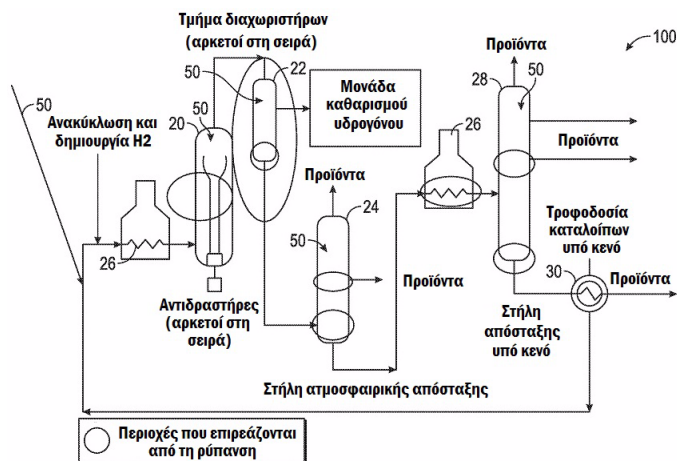 Τμήμα διαχωριστήρων
(αρκετοί στη σειρά)
100
50
22
Μονάδα
καθαρισμού
υδρογόνου
Προϊόντα
28
50
50
Ανακύκλωση και
δημιουργία Η2
20
50
26
Προϊόντα
Προϊόντα
24
50
Τροφοδοσία
καταλοίπων
υπό κενό
30
Προϊόντα
26
Προϊόντα
Αντιδραστήρες
(αρκετοί στη
σειρά)
Στήλη
απόσταξης
υπό κενό
Στήλη ατμοσφαιρικής απόσταξης
Περιοχές που επιρεάζονται
από τη ρύπανση